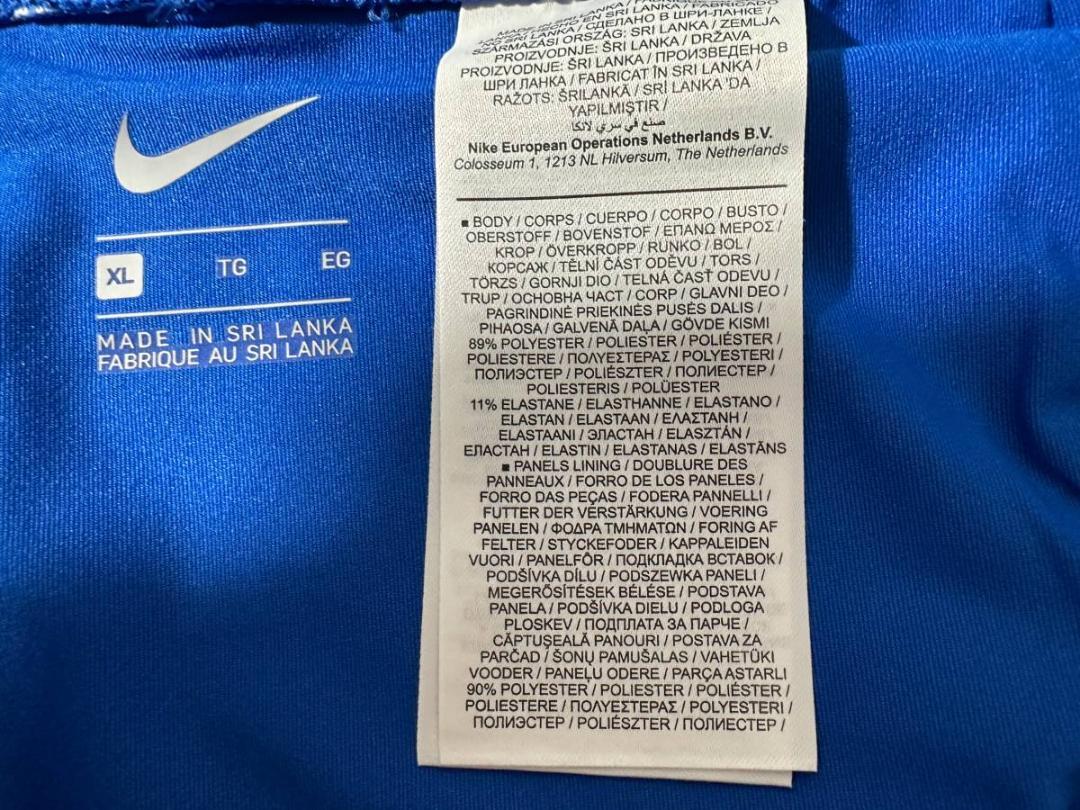 XL TG EG
MADE IN SRI LANKA
FABRIQUE AU SRI LANKA
SRI LANKA / СДЕЛАНО В ШРИ-ЛАНКЕ /
SZÁRMAZÁSI ORSZÁG: SRI LANKA / ZEMLJA
PROIZVODNJE: ŠRI LANKA / DRŽAVA
PROIZVODNJE: ŠRI LANKA / ПРОИЗВЕДЕНО В
ШРИ ЛАНКА / FABRICAT ÎN SRI LANKA /
RAŽOTS: ŠRILANKĀ / SRİ LANKA 'DA
YAPILMIŞTIR /
صنع في سري لانكا
Nike European Operations Netherlands B.V.
Colosseum 1, 1213 NL Hilversum, The Netherlands
■ BODY / CORPS / CUERPO / CORPO / BUSTO /
OBERSTOFF / BOVENSTOF / ΕΠΑΝΩ ΜΕΡΟΣ /
KROP / ÖVERKROPP / RUNKO / BOL /
КОРСАЖ / TĚLNÍ ČÁST ODĚVU / TORS /
TÖRZS / GORNJI DIO / TELNÁ ČASŤ ODEVU /
TRUP / ОСНОВНА ЧАСТ / CORP / GLAVNI DEO /
PAGRINDINĖ PRIEKINĖS PUSĖS DALIS /
PIHAOSA / GALVENĀ DAĻA / GÖVDE KISMI
89% POLYESTER / POLIESTER / POLIÉSTER /
POLIESTERE / ΠΟΛΥΕΣΤΕΡΑΣ / POLYESTERI /
ПОЛИЭСТЕР / POLIÉSZTER / ПОЛИЕСТЕР /
POLIESTERIS / POLÜESTER
11% ELASTANE / ELASTHANNE / ELASTANO /
ELASTAN / ELASTAAN / ΕΛΑΣΤΑΝΗ /
ELASTAANI / ЭЛАСТАН / ELASZTÁN /
ЕЛАСТАН / ELASTIN / ELASTANAS / ELASTĀNS
■ PANELS LINING / DOUBLURE DES
PANNEAUX / FORRO DE LOS PANELES /
FORRO DAS PEÇAS / FODERA PANNELLI /
FUTTER DER VERSTÄRKUNG / VOERING
PANELEN / ΦΟΔΡΑ ΤΜΗΜΑΤΩΝ / FORING AF
FELTER / STYCKEFODER / KAPPALEIDEN
VUORI / PANELFÔR / ПОДКЛАДКА ВСТАВОК /
PODŠÍVKA DÍLU / PODSZEWKA PANELI /
MEGERŐSÍTÉSEK BÉLÉSE / PODSTAVA
PANELA / PODŠÍVKA DIELU / PODLOGA
PLOSKEV / ПОДПЛАТА ЗА ПАРЧЕ /
CĂPTUȘEALĂ PANOURI / POSTAVA ZA
PARČAD / ŠONŲ PAMUŠALAS / VAHETÜKI
VOODER / PANEĻU ODERE / PARÇA ASTARLI
90% POLYESTER / POLIESTER / POLIÉSTER /
POLIESTERE / ΠΟΛΥΕΣΤΕΡΑΣ / POLYESTERI /
ПОЛИЭСТЕР / POLIÉSZTER / ПОЛИЕСТЕР /